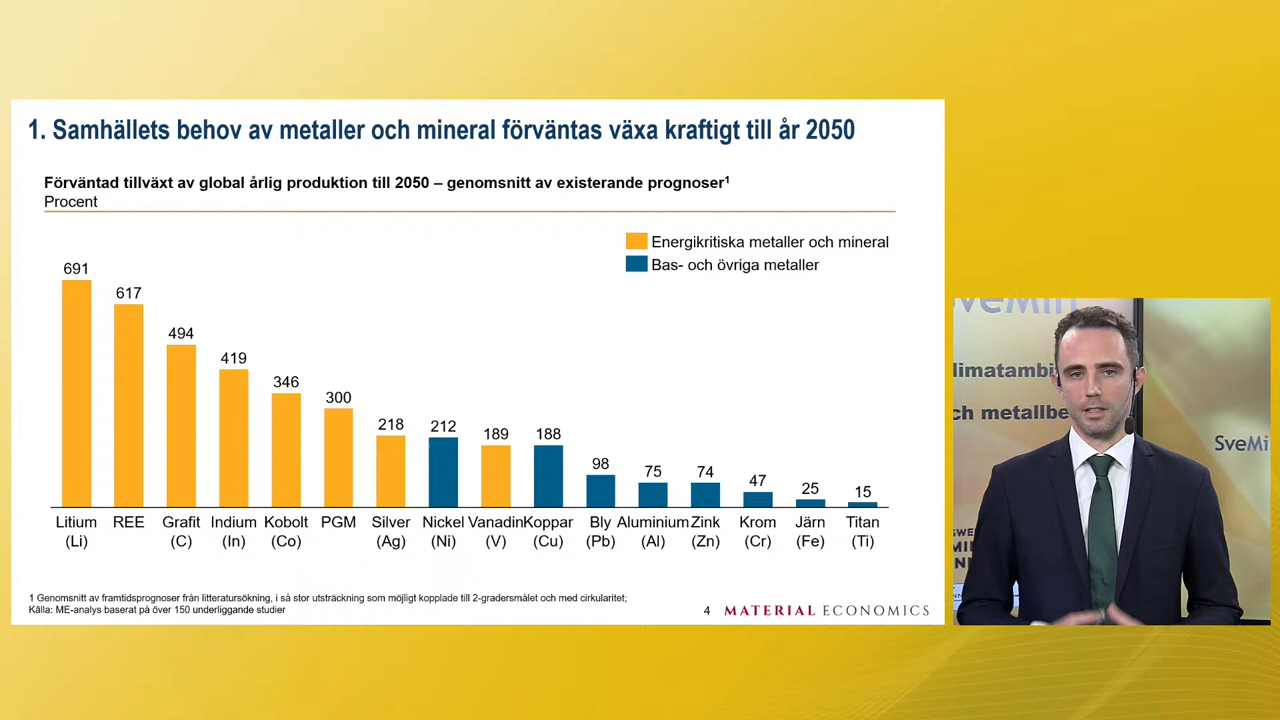 1. Samhällets behov av metaller och mineral förväntas växa kraftigt till år 2050
Förväntad tillväxt av global årlig produktion till 2050 – genomsnitt av existerande prognoser¹
Procent
Energikritiska metaller och mineral
Bas- och övriga metaller
691
617
494
419
346
300
218
212
189
188
98
75
74
47
25
15
Litium (Li)
REE
Grafit (C)
Indium (In)
Kobolt (Co)
PGM
Silver (Ag)
Nickel (Ni)
Vanadin (V)
Koppar (Cu)
Bly (Pb)
Aluminium (Al)
Zink (Zn)
Krom (Cr)
Järn (Fe)
Titan (Ti)
1 Genomsnitt av framtidsprognoser från litteratursökning, i så stor utsträckning som möjligt kopplade till 2-gradersmålet och med cirkularitet;
Källa: ME-analys baserat på över 150 underliggande studier
4
MATERIAL ECONOMICS
SveMin
limatambi
ch metallbe
SveMi